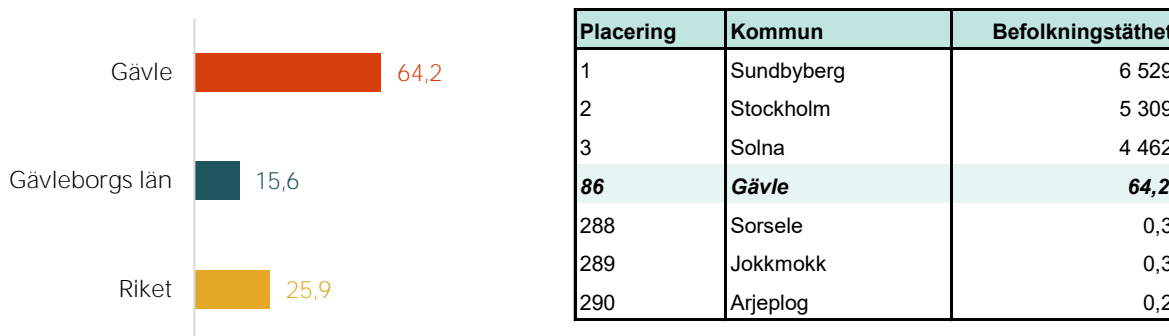 Gävle 64,2
Gävleborgs län 15,6
Riket 25,9
Placering Kommun Befolkningstäthet
1 Sundbyberg 6 529
2 Stockholm 5 309
3 Solna 4 462
86 Gävle 64,2
288 Sorsele 0,3
289 Jokkmokk 0,3
290 Arjeplog 0,2